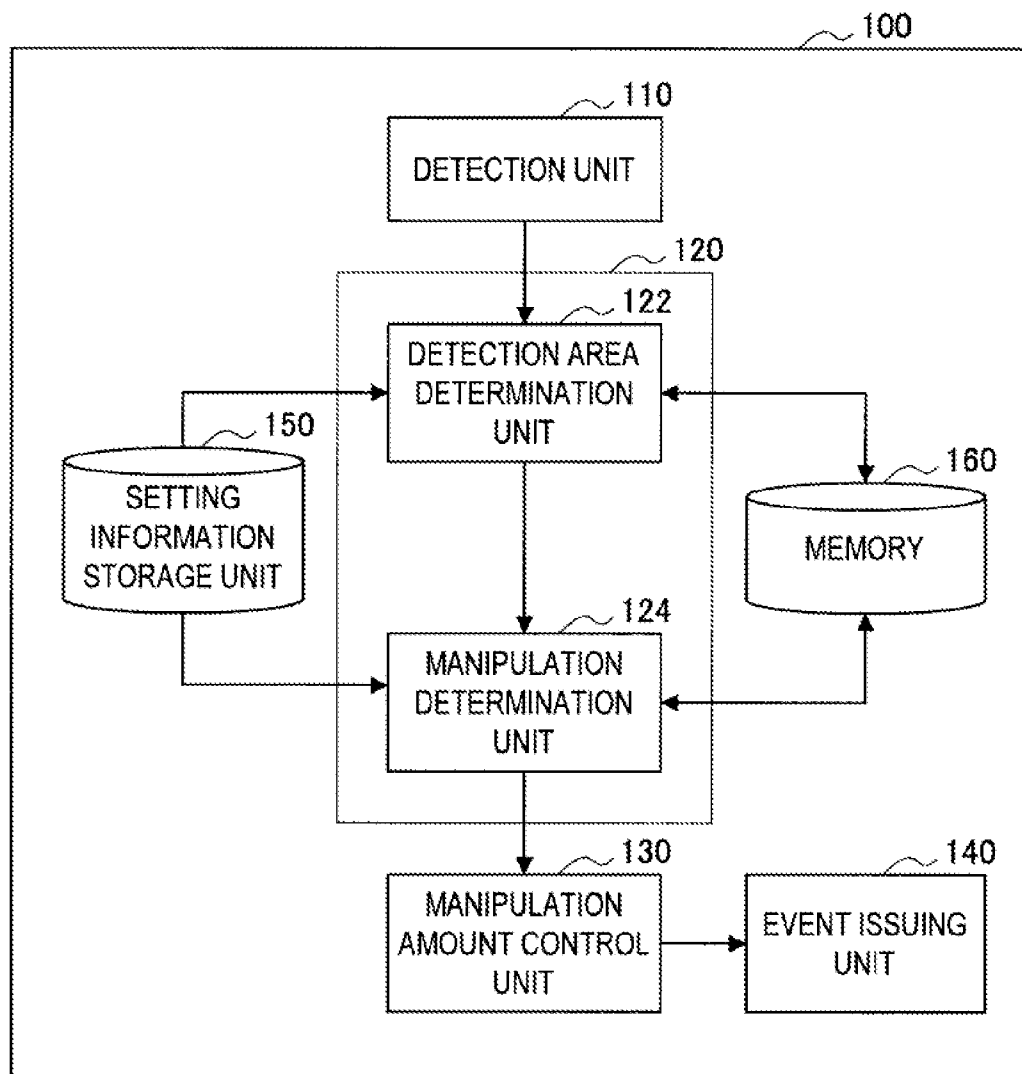 100
110
DETECTION UNIT
120
122
DETECTION AREA
DETERMINATION
UNIT
150
SETTING
INFORMATION
STORAGE UNIT
160
MEMORY
124
MANIPULATION
DETERMINATION
UNIT
130
MANIPULATION
AMOUNT CONTROL
UNIT
140
EVENT ISSUING
UNIT